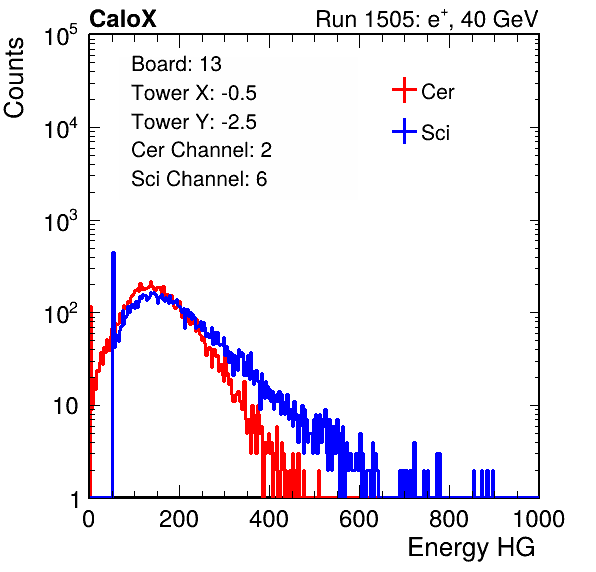 CaloX Run 1505: e⁺, 40 GeV
Counts
10⁵
10⁴
10³
10²
10
1
Board: 13
Tower X: -0.5
Tower Y: -2.5
Cer Channel: 2
Sci Channel: 6
Cer
Sci
0 200 400 600 800 1000
Energy HG